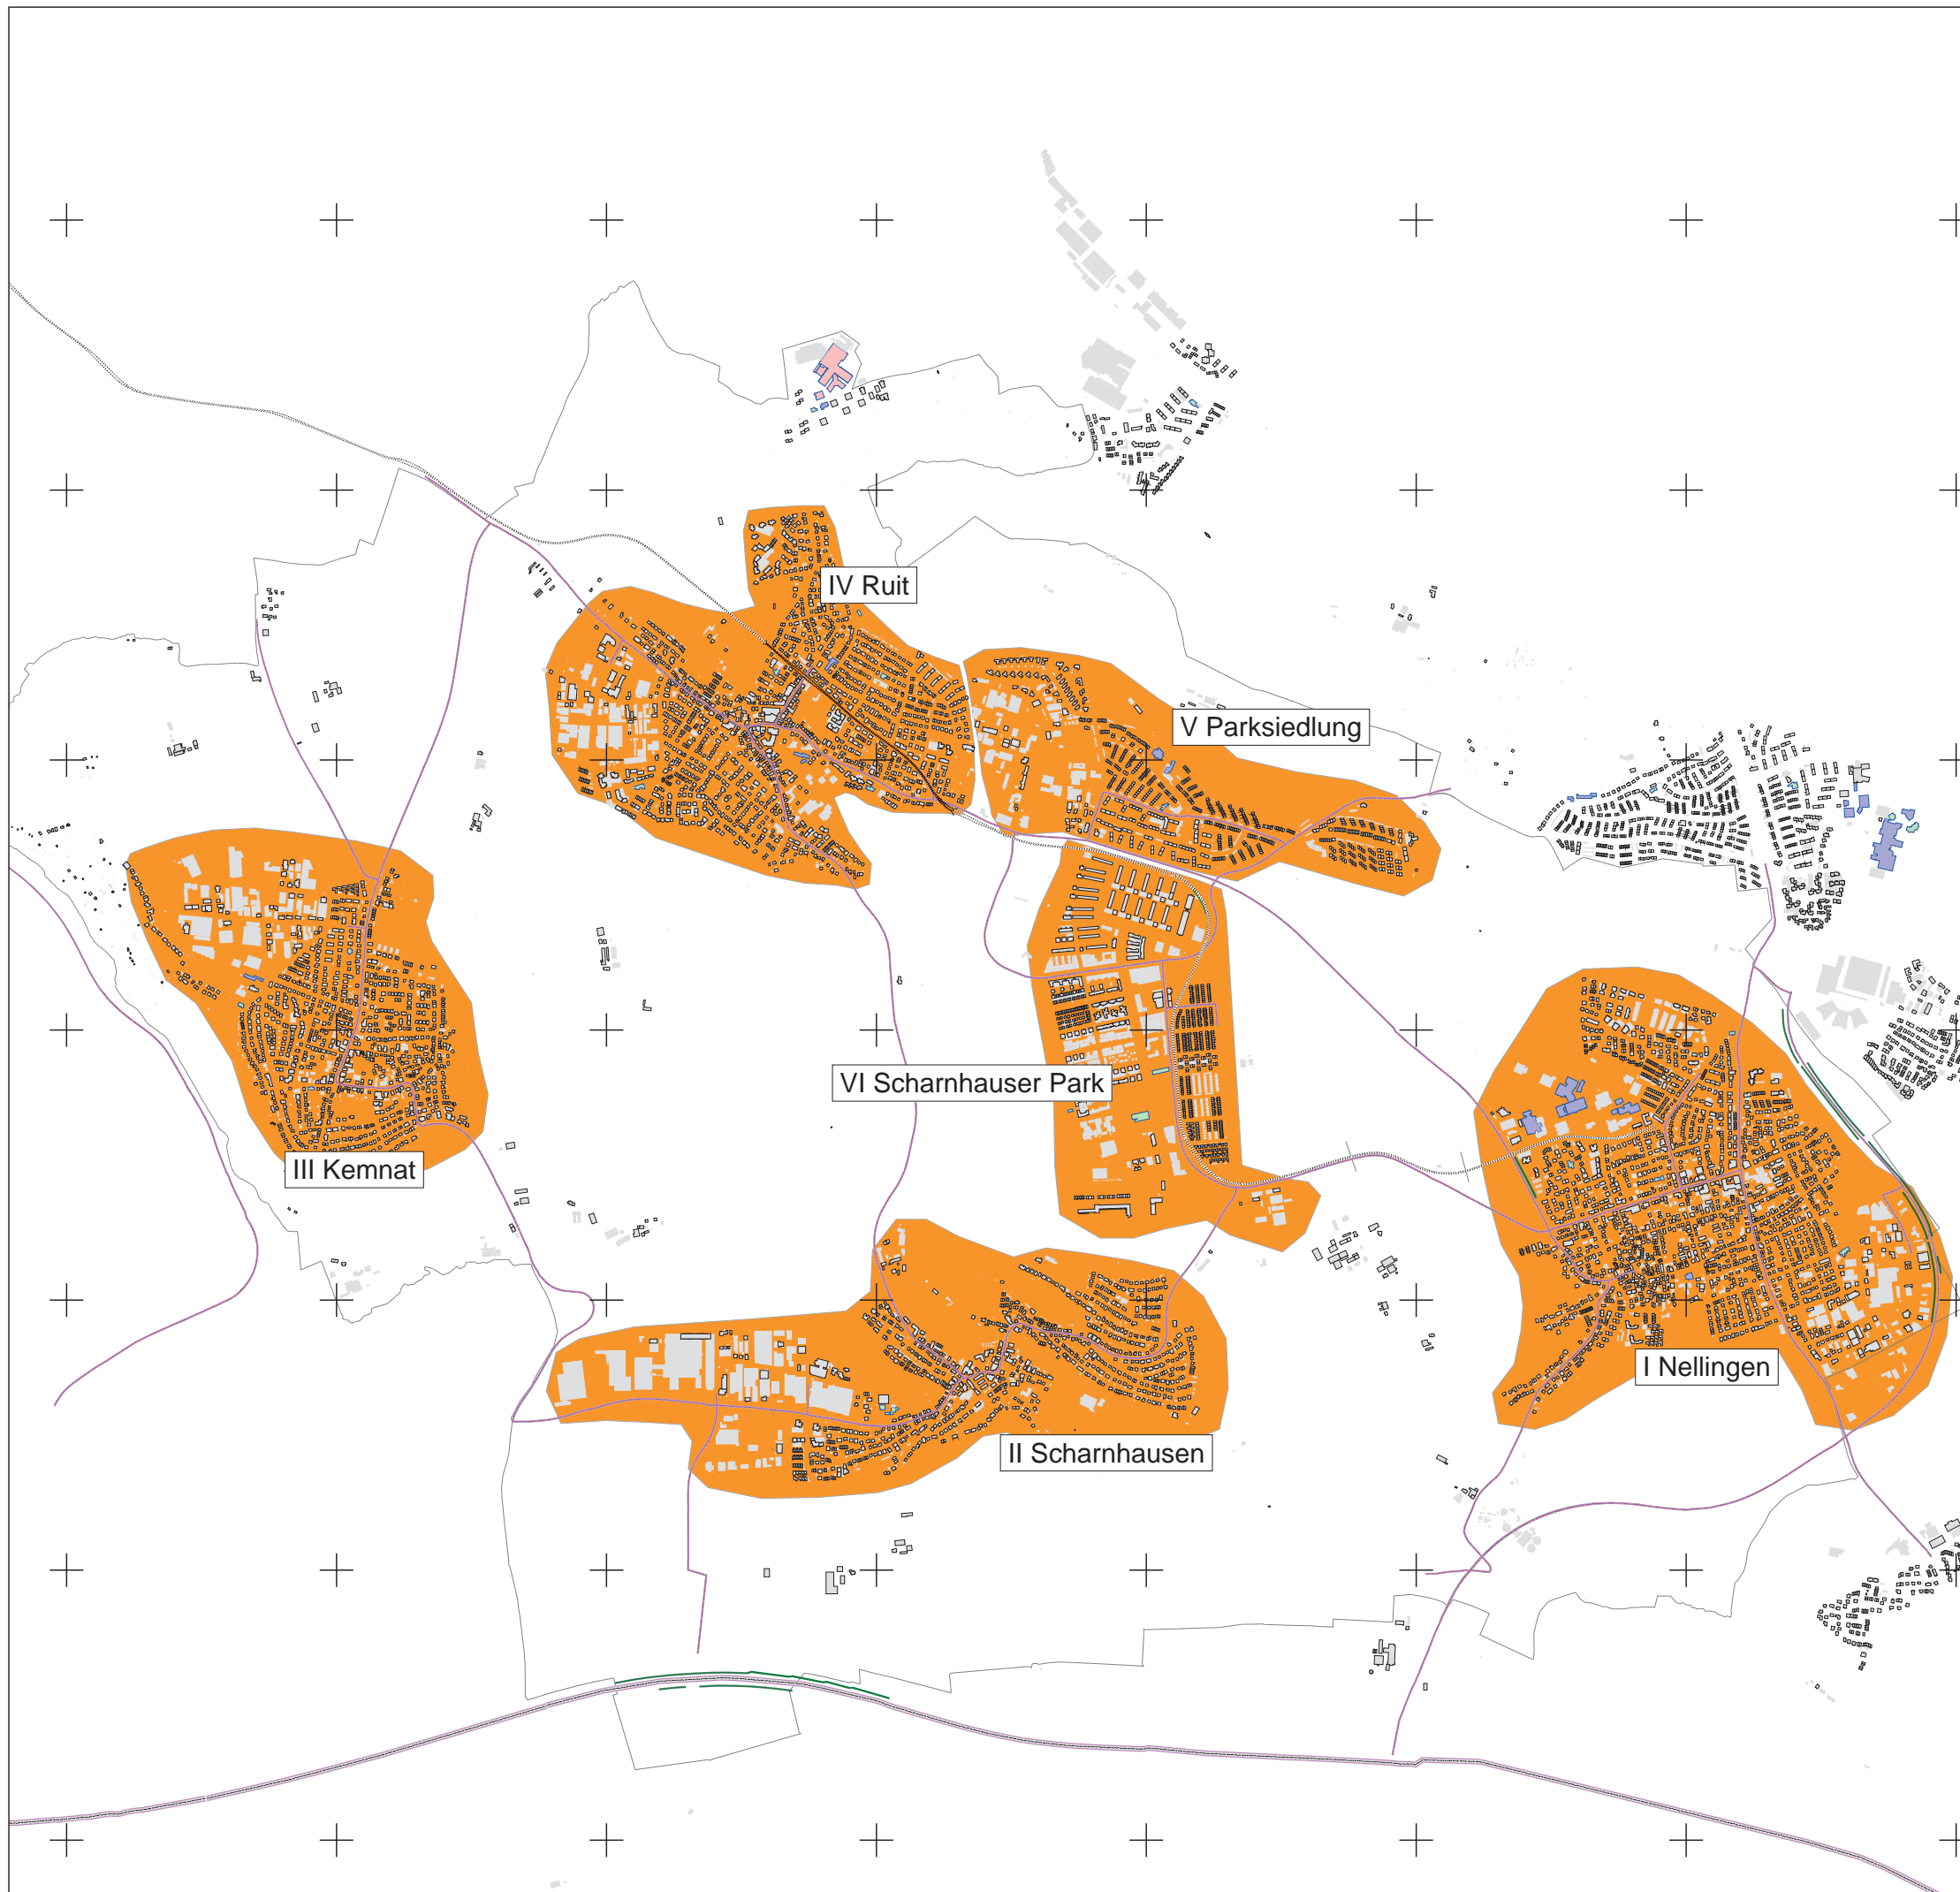 IV Ruit
V Parksiedlung
VI Scharnhauser Park
III Kemnat
I Nellingen
II Scharnhausen